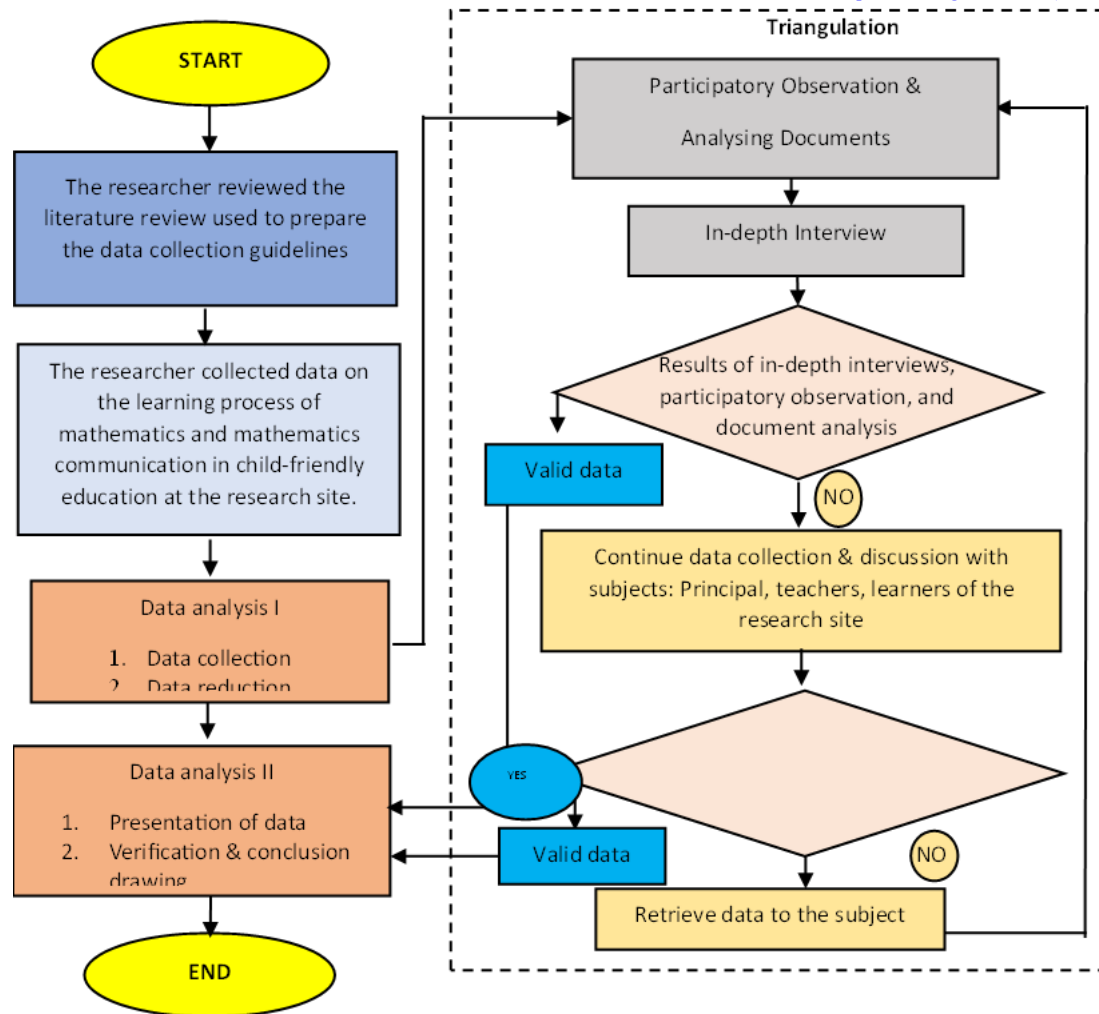 START
The researcher reviewed the
literature review used to prepare
the data collection guidelines
The researcher collected data on
the learning process of
mathematics and mathematics
communication in child-friendly
education at the research site.
Data analysis I
1. Data collection
2. Data reduction
Data analysis II
1. Presentation of data
2. Verification & conclusion
drawing
END
Triangulation
Participatory Observation &
Analysing Documents
In-depth Interview
Results of in-depth interviews,
participatory observation, and
document analysis
Valid data
NO
Continue data collection & discussion with
subjects: Principal, teachers, learners of the
research site
YES
Valid data
NO
Retrieve data to the subject